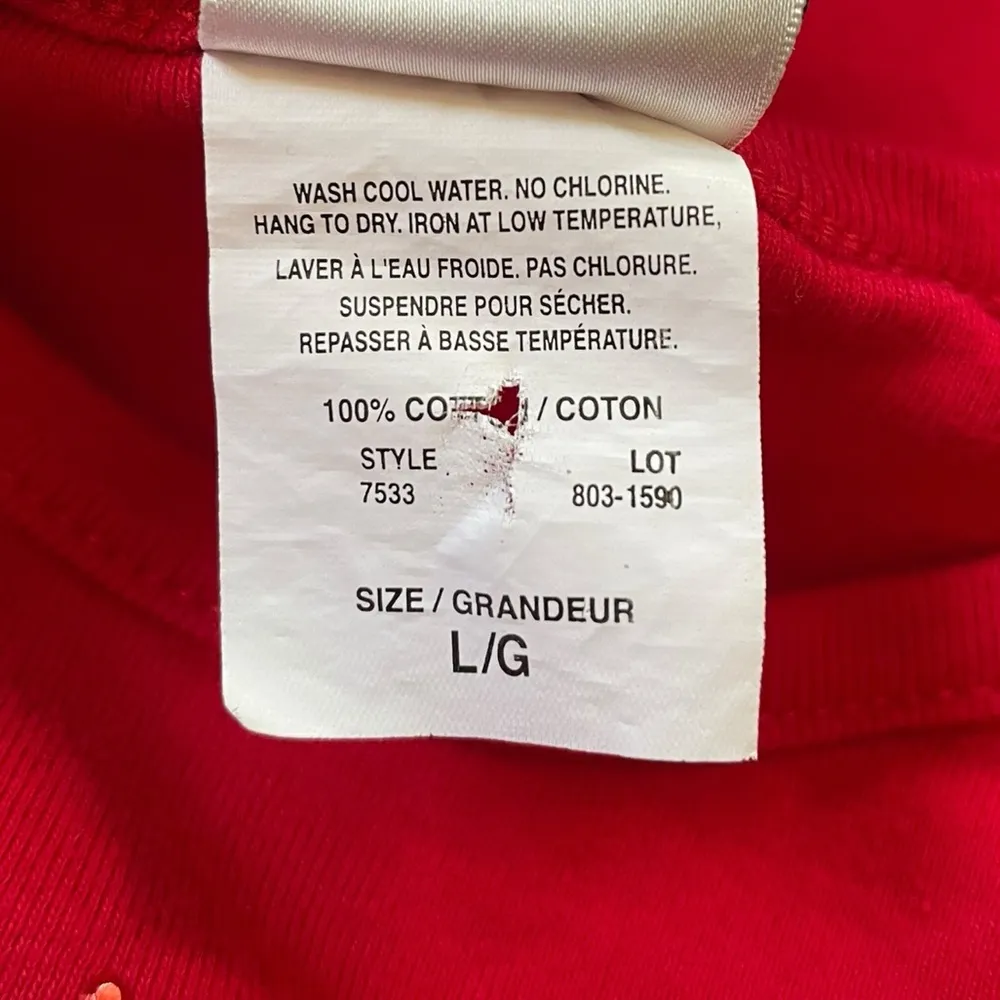 WASH COOL WATER. NO CHLORINE.
HANG TO DRY. IRON AT LOW TEMPERATURE,
LAVER À L'EAU FROIDE. PAS CHLORURE.
SUSPENDRE POUR SÉCHER.
REPASSER À BASSE TEMPÉRATURE.
100% COTTON / COTON
STYLE LOT
7533 803-1590
SIZE / GRANDEUR
L/G